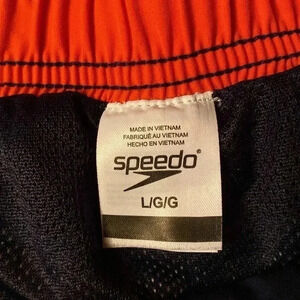 MADE IN VIETNAM
FABRIQUÉ AU VIETNAM
HECHO EN VIETNAM
speedo®
L/G/G